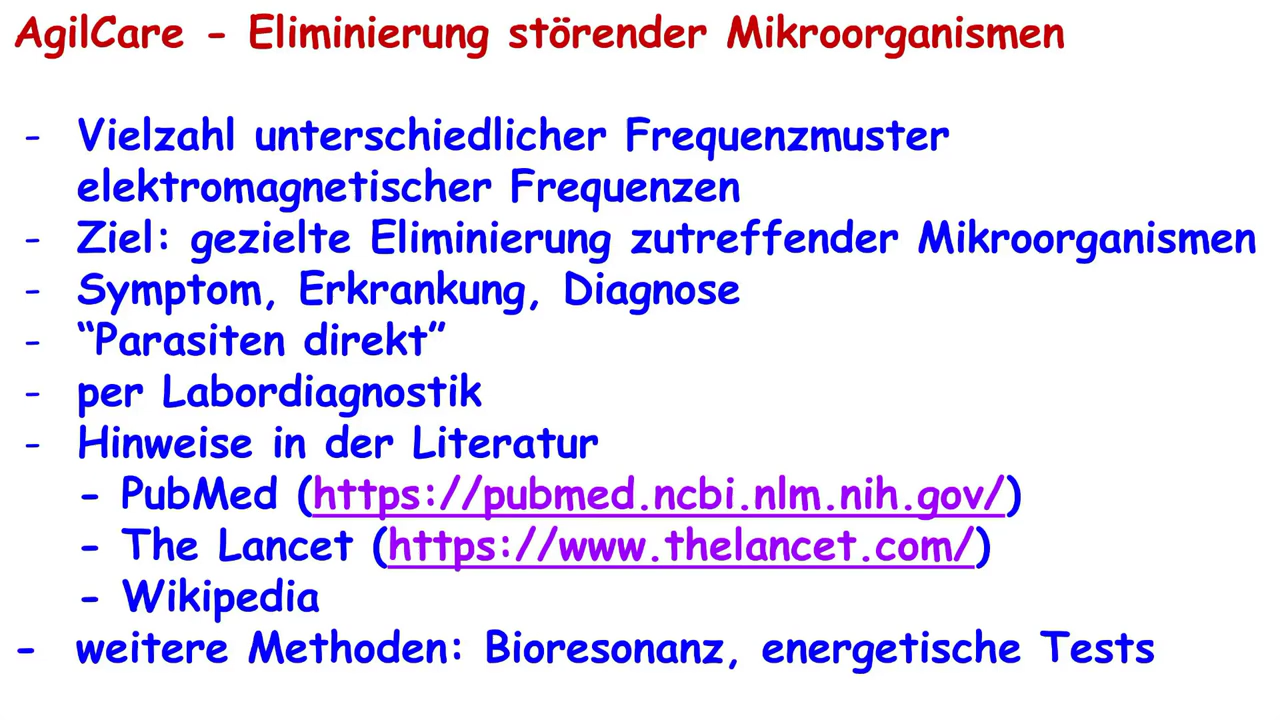 AgilCare - Eliminierung störender Mikroorganismen
- Vielzahl unterschiedlicher Frequenzmuster
elektromagnetischer Frequenzen
- Ziel: gezielte Eliminierung zutreffender Mikroorganismen
- Symptom, Erkrankung, Diagnose
- “Parasiten direkt”
- per Labordiagnostik
- Hinweise in der Literatur
- PubMed (https://pubmed.ncbi.nlm.nih.gov/)
- The Lancet (https://www.thelancet.com/)
- Wikipedia
- weitere Methoden: Bioresonanz, energetische Tests